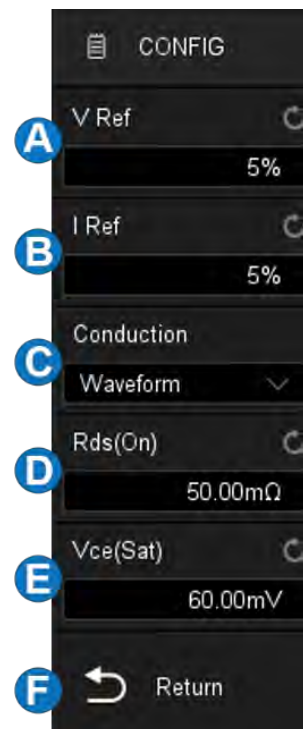 CONFIG
A
V Ref
5%
B
I Ref
5%
C
Conduction
Waveform
D
Rds(On)
50.00mΩ
E
Vce(Sat)
60.00mV
F
Return